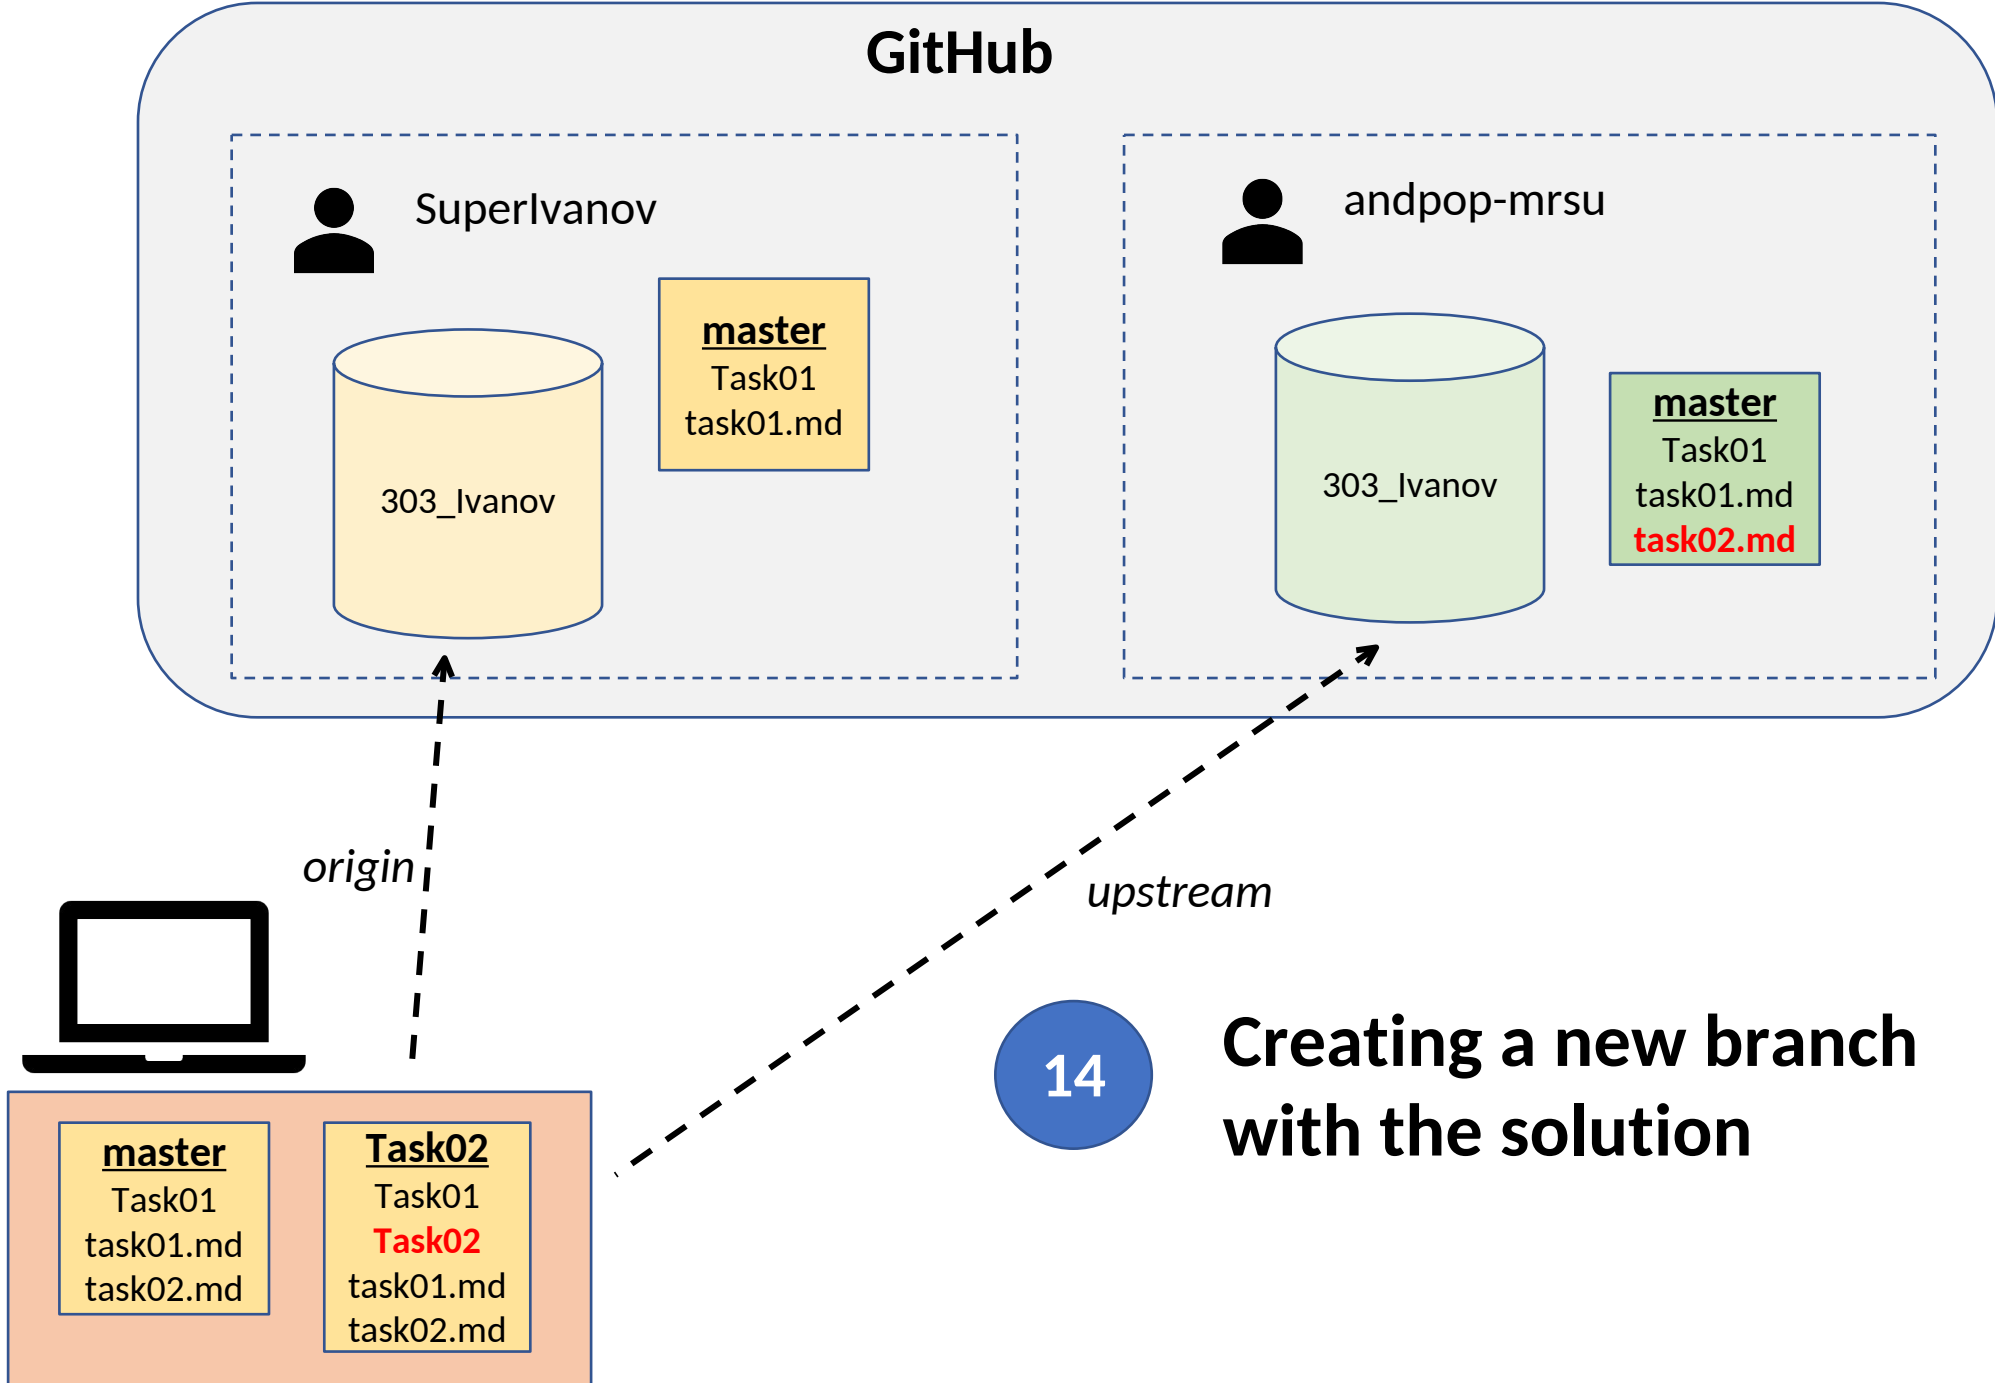 GitHub
SuperIvanov
master
Task01
task01.md
303_Ivanov
andpop-mrsu
303_Ivanov
master
Task01
task01.md
task02.md
origin
upstream
14
Creating a new branch
with the solution
master
Task01
task01.md
task02.md
Task02
Task01
Task02
task01.md
task02.md